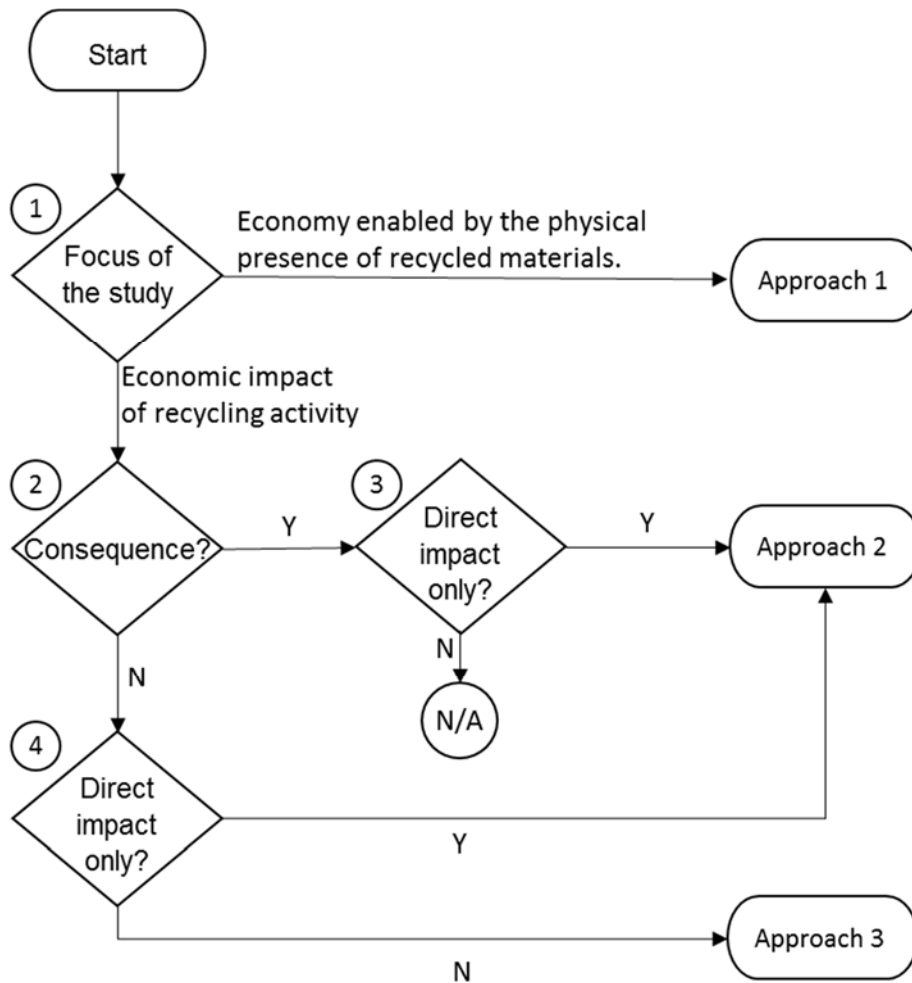 Start
1
Focus of
the study
Economy enabled by the physical
presence of recycled materials.
Approach 1
Economic impact
of recycling activity
2
Consequence?
Y
3
Direct
impact
only?
Y
Approach 2
N
N/A
N
4
Direct
impact
only?
Y
N
Approach 3